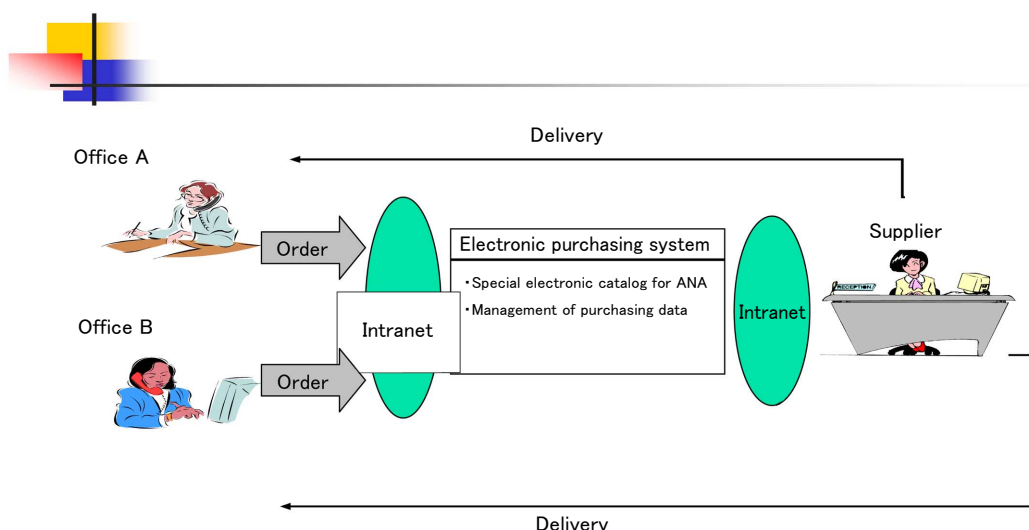 Delivery
Office A
Order
Electronic purchasing system
・Special electronic catalog for ANA
・Management of purchasing data
Supplier
RECEPTION
Intranet
Intranet
Office B
Order
Delivery